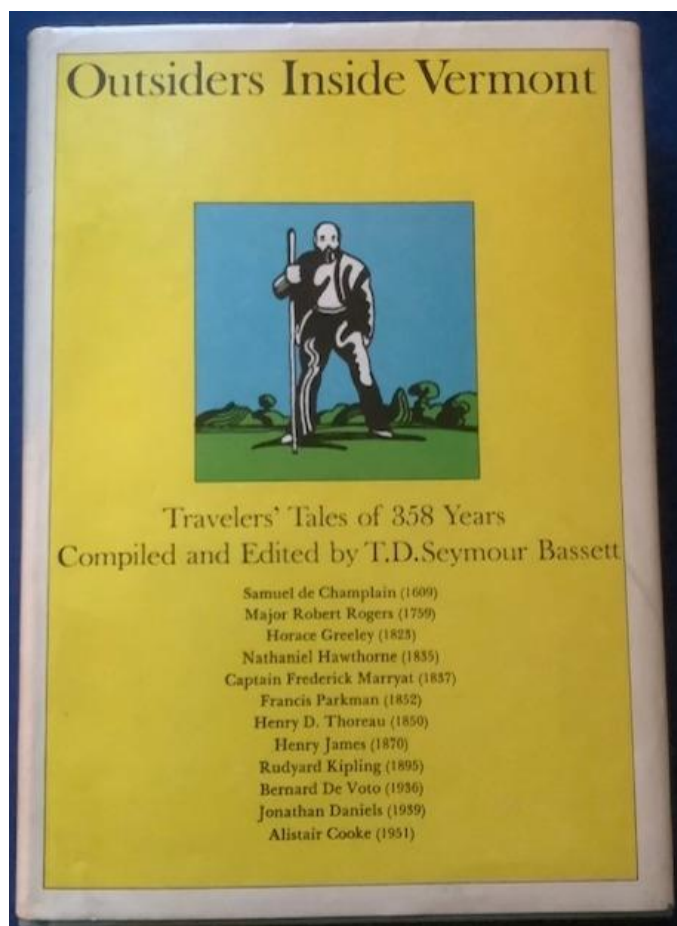 Outsiders Inside Vermont
Travelers' Tales of 358 Years
Compiled and Edited by T.D.Seymour Bassett
Samuel de Champlain (1609)
Major Robert Rogers (1759)
Horace Greeley (1823)
Nathaniel Hawthorne (1835)
Captain Frederick Marryat (1837)
Francis Parkman (1852)
Henry D. Thoreau (1850)
Henry James (1870)
Rudyard Kipling (1895)
Bernard De Voto (1936)
Jonathan Daniels (1939)
Alistair Cooke (1951)